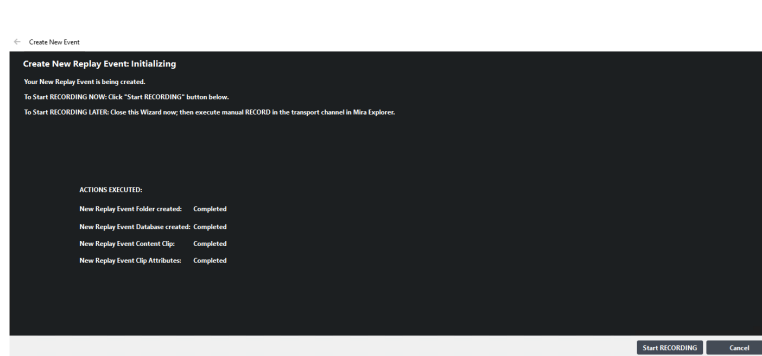 Create New Event
Create New Replay Event: Initializing
Your New Replay Event is being created.
To Start RECORDING NOW: Click "Start RECORDING" button below.
To Start RECORDING LATER: Close this Wizard now; then execute manual RECORD in the transport channel in Mira Explorer.
ACTIONS EXECUTED:
New Replay Event Folder created: Completed
New Replay Event Database created: Completed
New Replay Event Content Clip: Completed
New Replay Event Clip Attributes: Completed
Start RECORDING Cancel